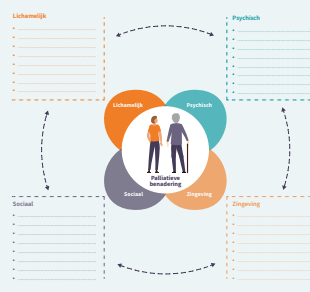 Lichamelijk
Psychisch
Lichamelijk
Psychisch
Palliatieve
benadering
Sociaal
Zingeving
Sociaal
Zingeving